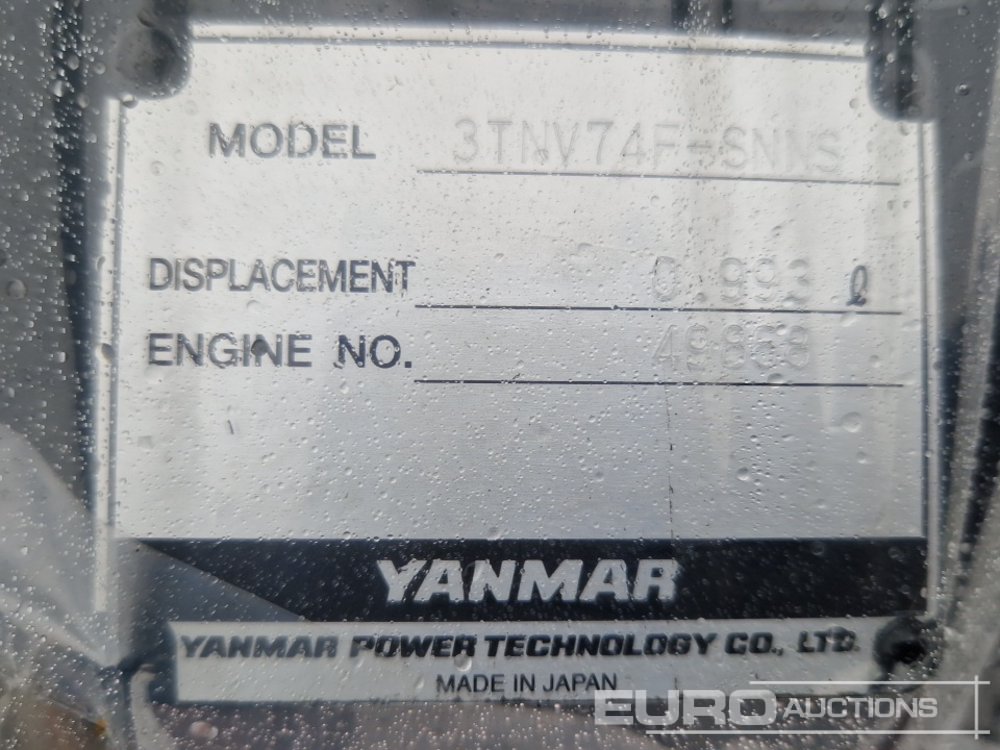 MODEL 3TNV74F-SNNS
DISPLACEMENT 0.993 ℓ
ENGINE NO.
YANMAR
YANMAR POWER TECHNOLOGY CO., LTD.
MADE IN JAPAN
EURO AUCTIONS